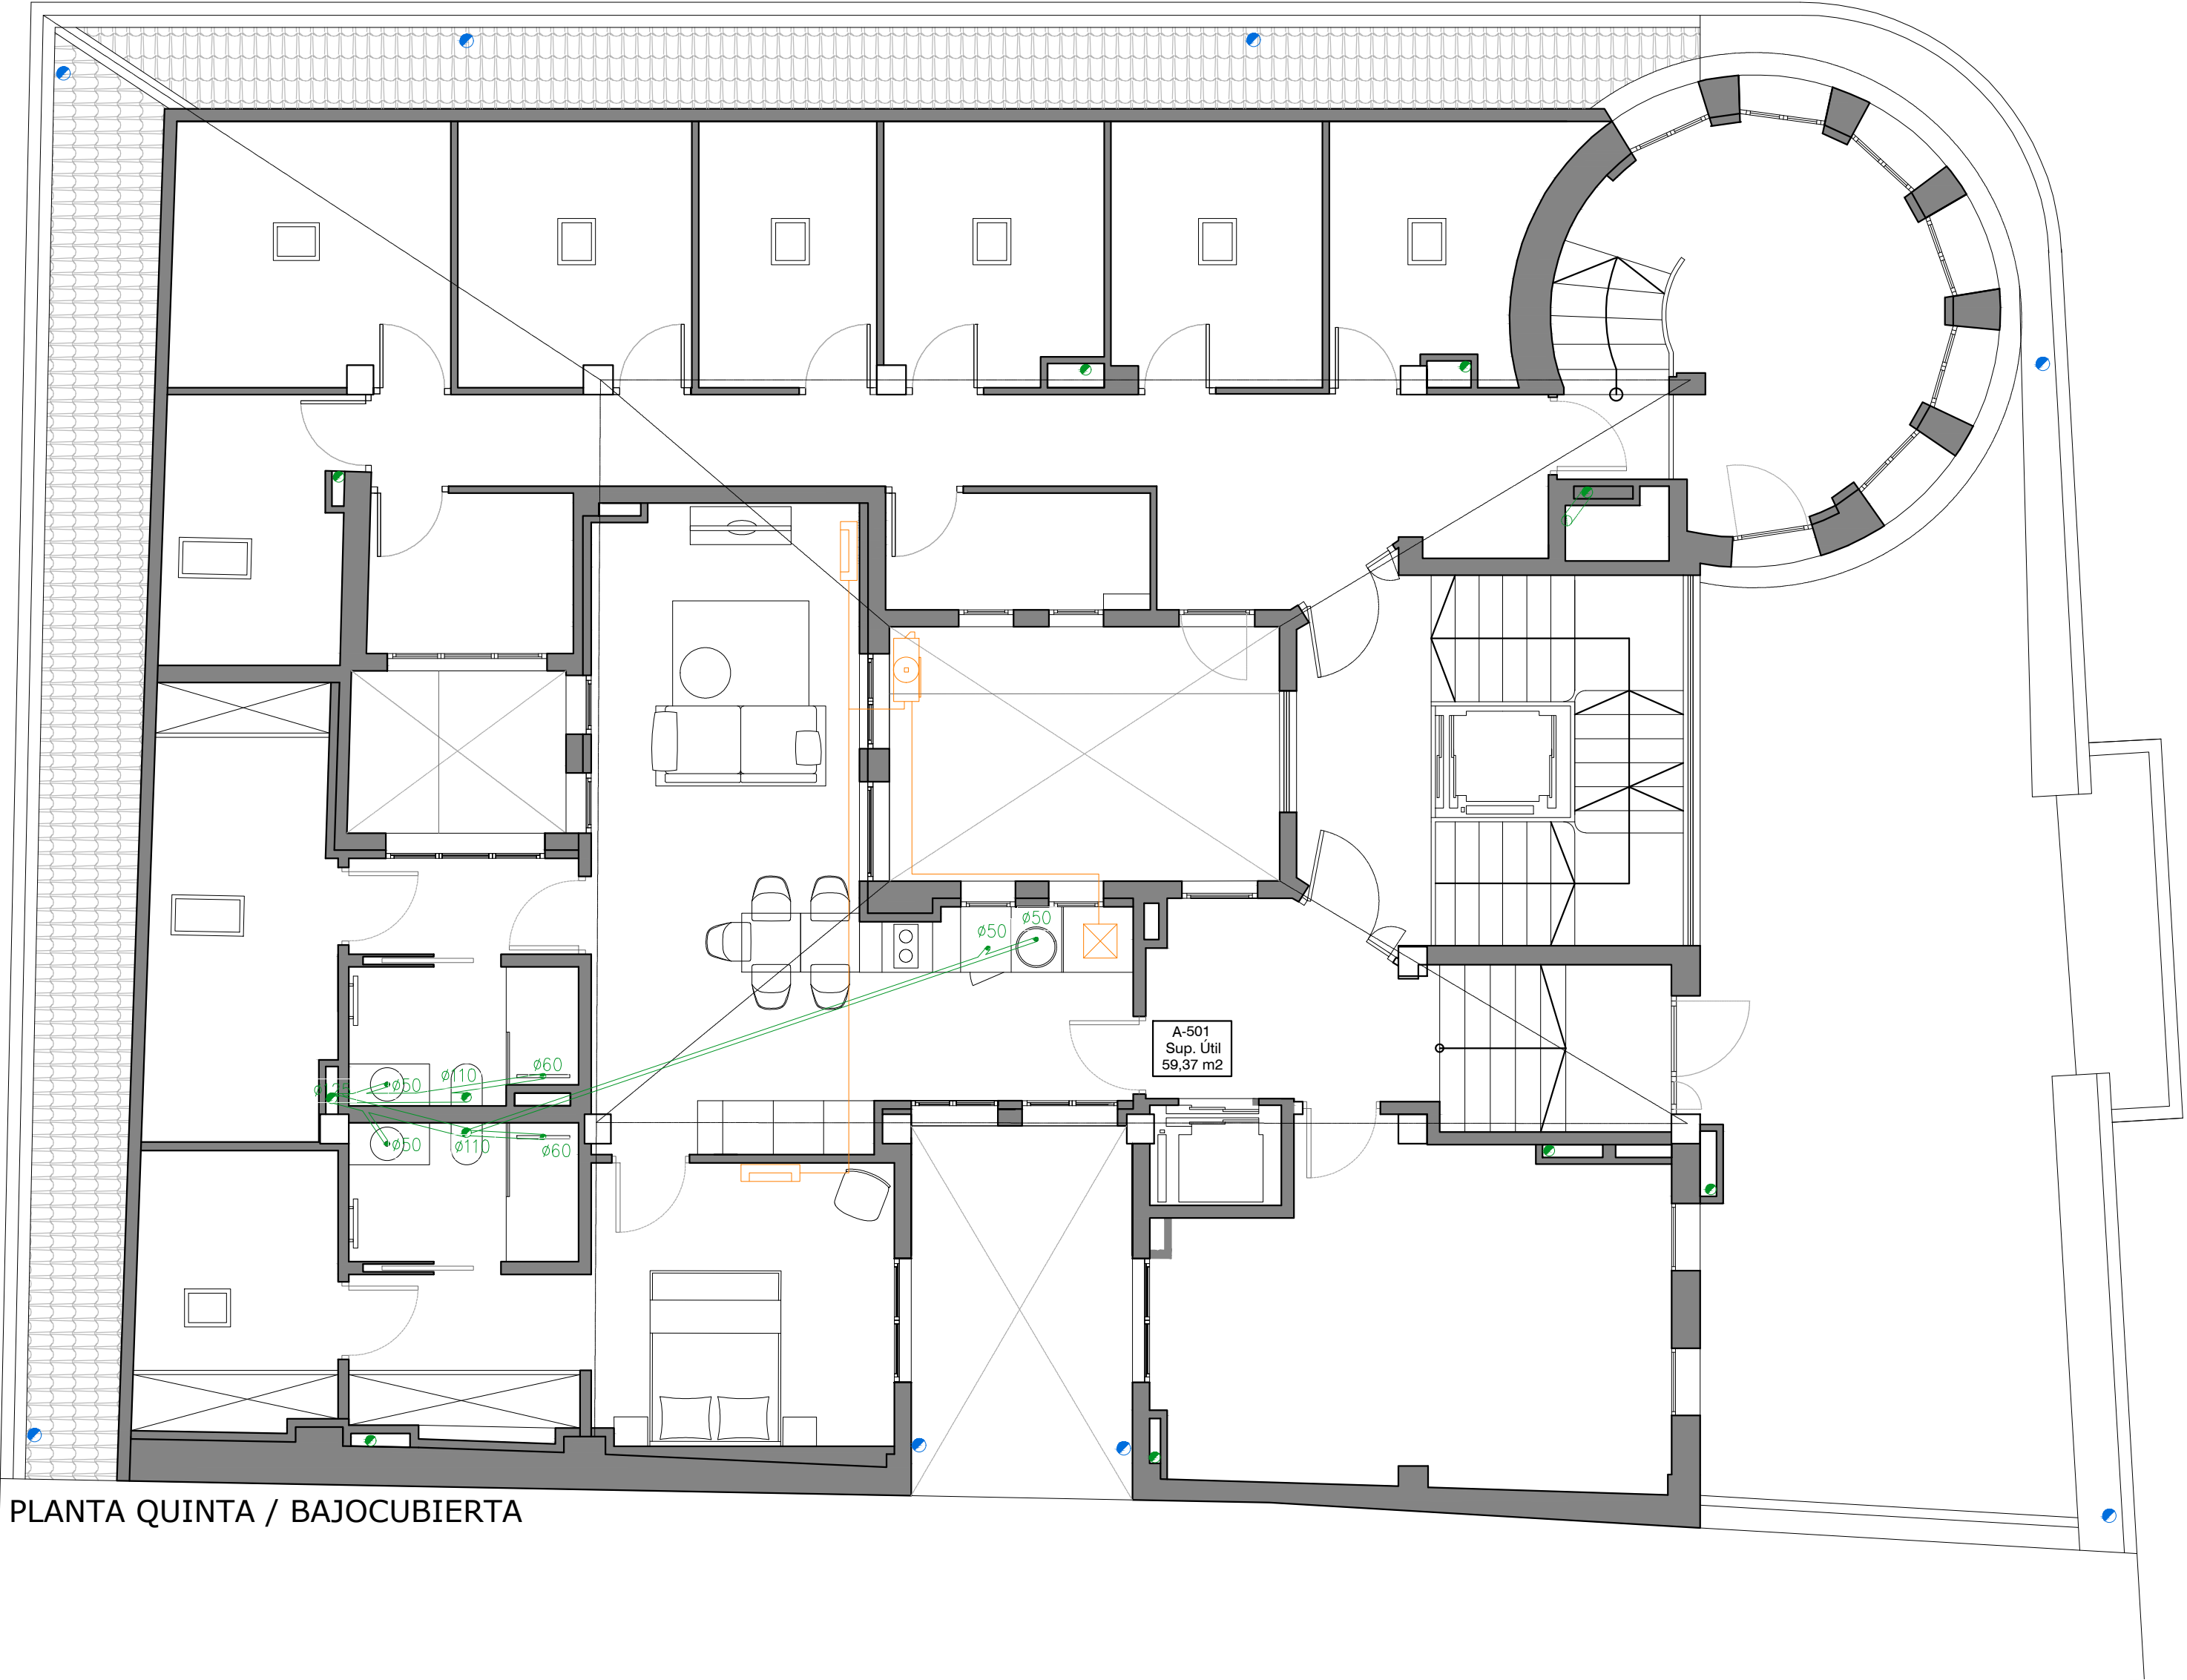 ø50
ø50
A-501
Sup. Útil
59,37 m2
ø60
ø110
ø50
ø50
ø110
ø60
PLANTA QUINTA / BAJOCUBIERTA